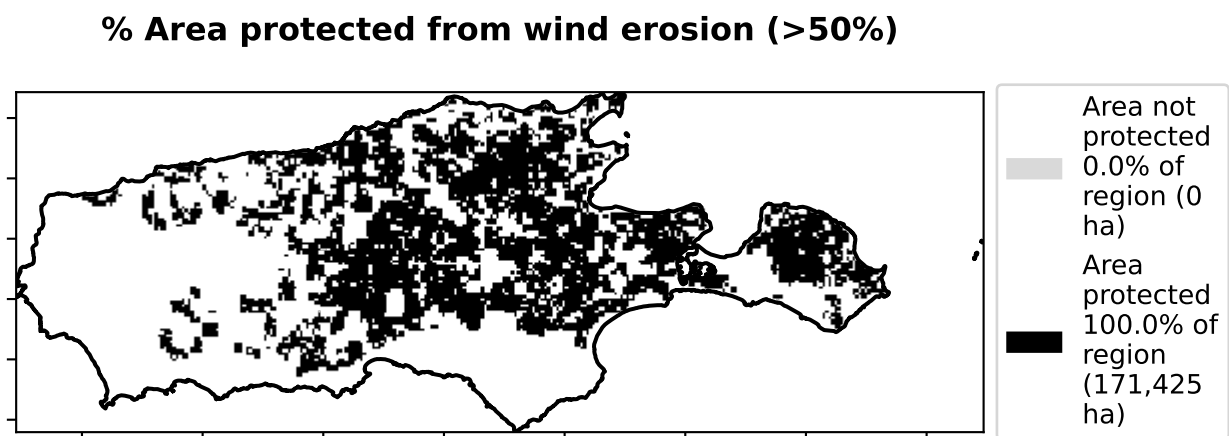 % Area protected from wind erosion (>50%)
Area not
protected
0.0% of
region (0
ha)
Area
protected
100.0% of
region
(171,425
ha)